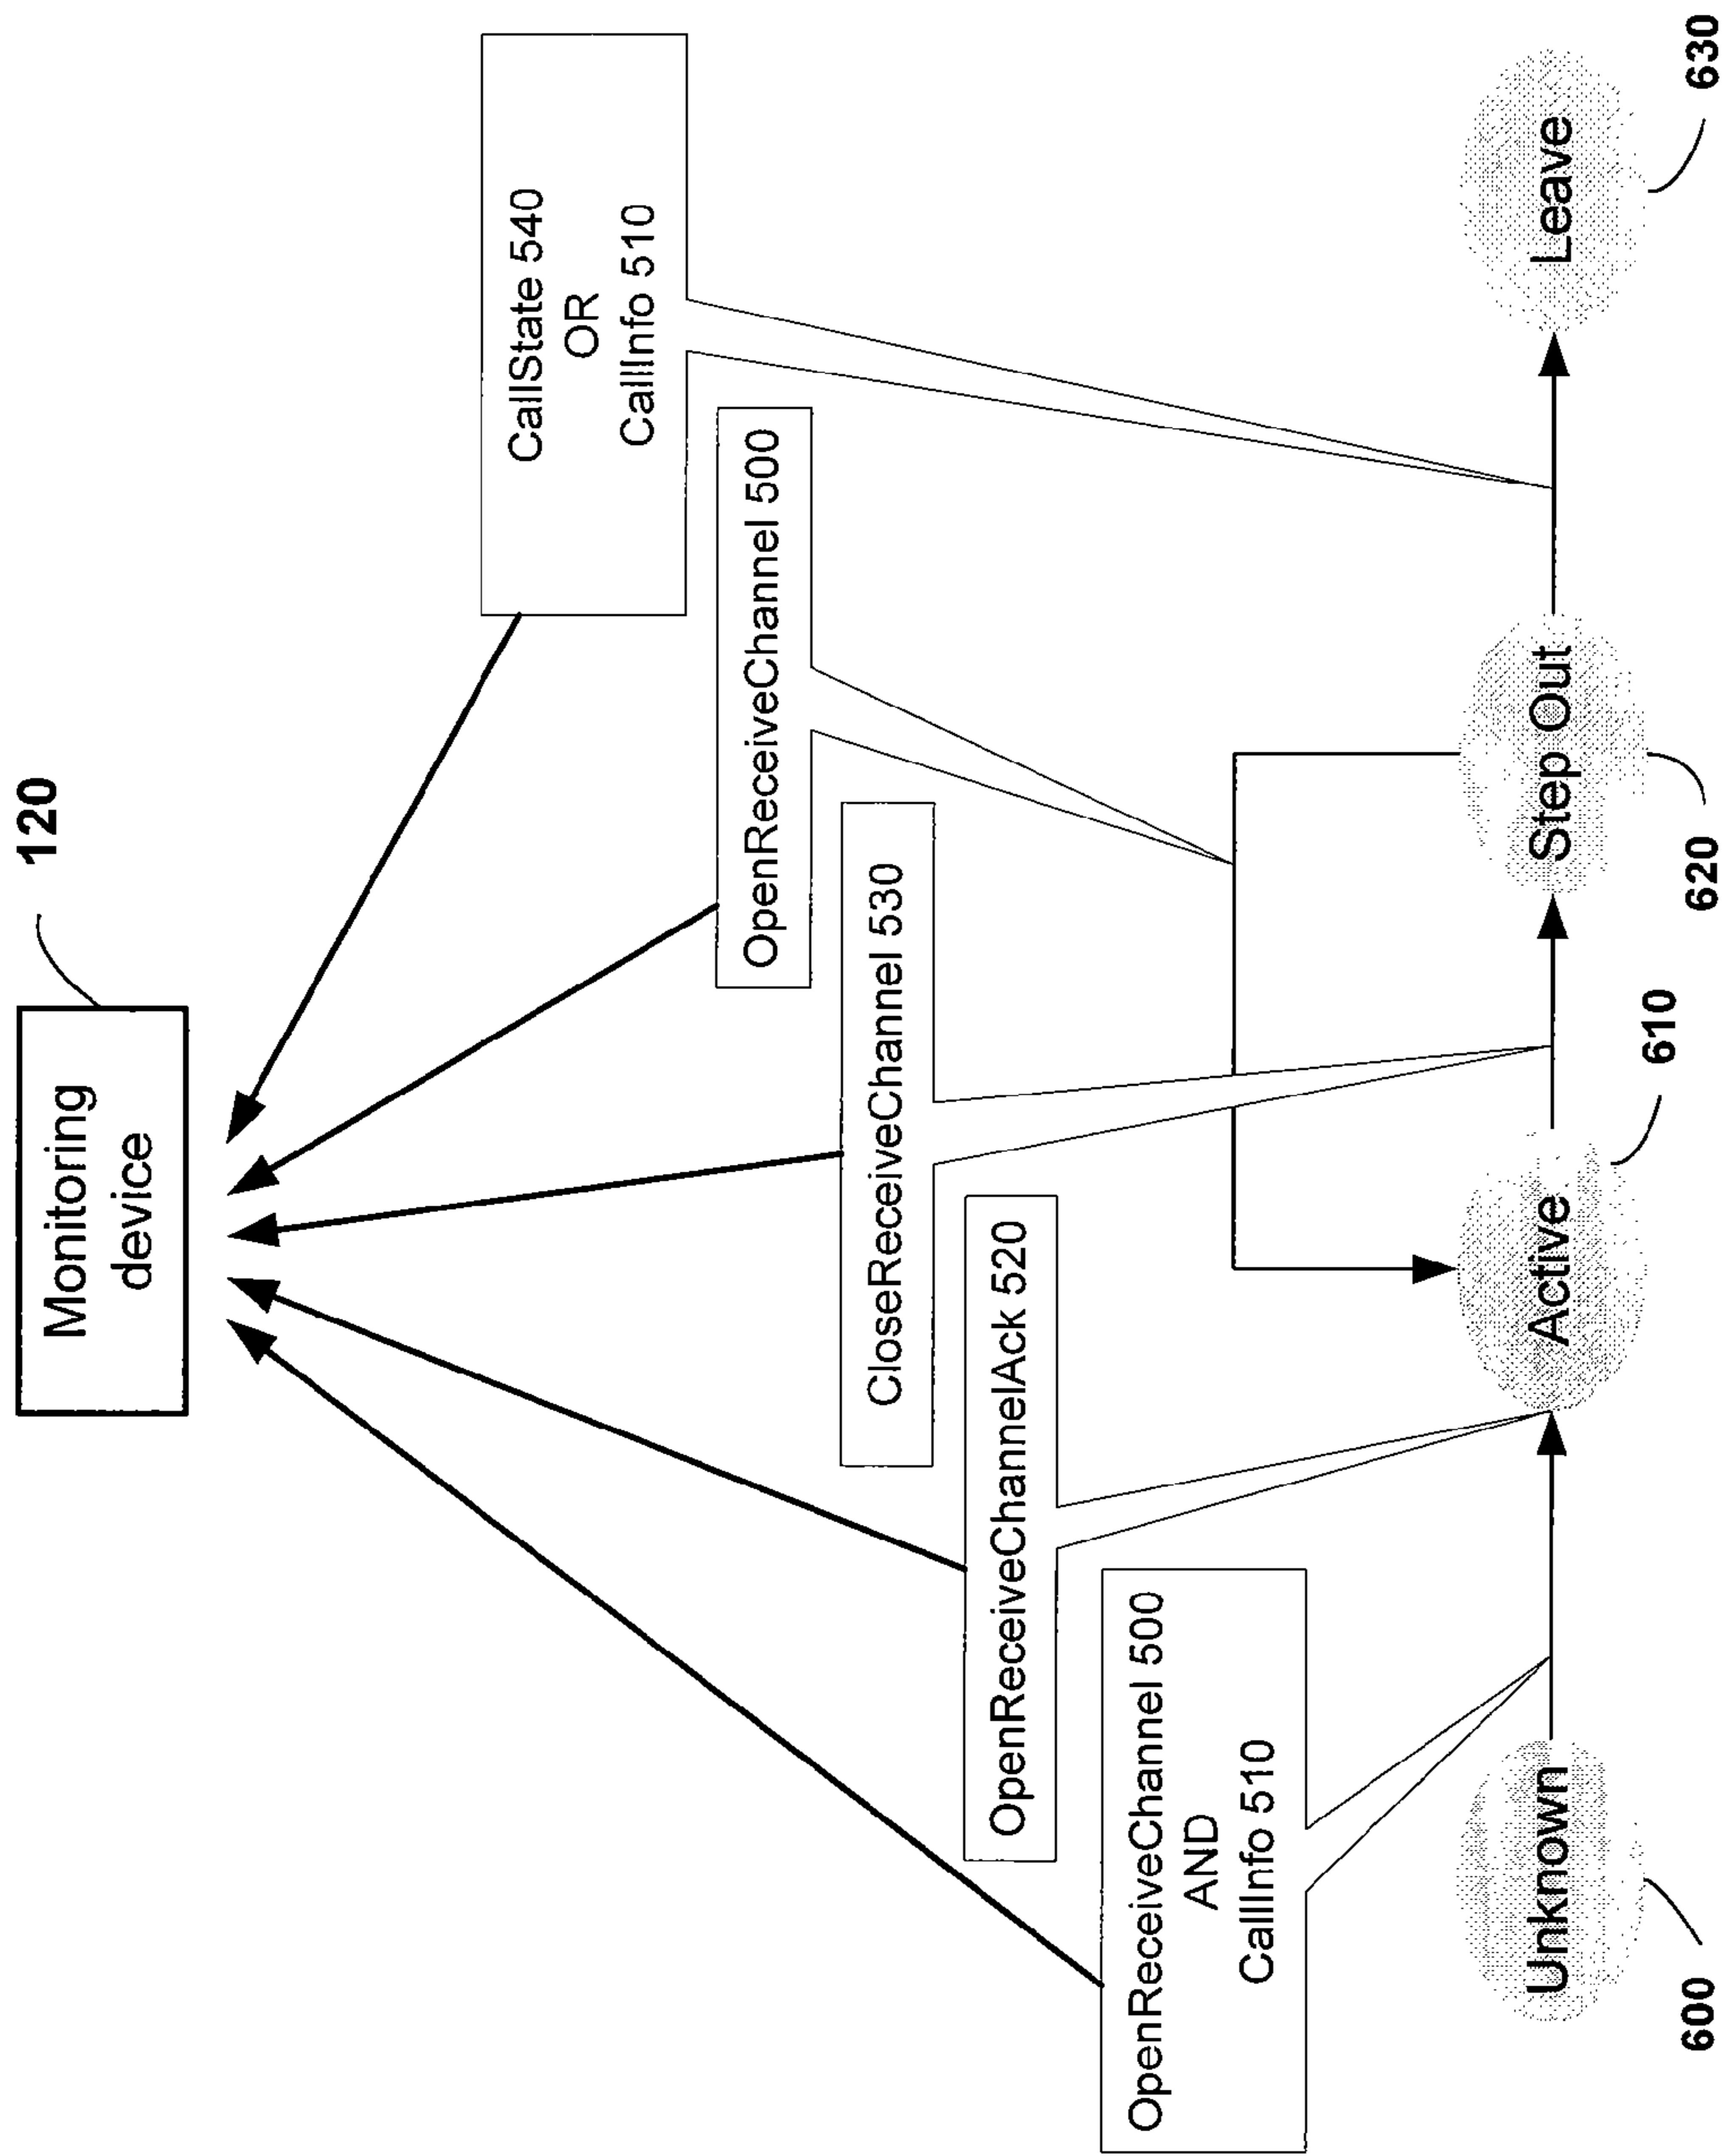 Monitoring
device
120
CallState 540
OR
CallInfo 510
OpenReceiveChannel 500
CloseReceiveChannel 530
OpenReceiveChannelAck 520
OpenReceiveChannel 500
AND
CallInfo 510
Unknown
Active
Step Out
Leave
600
610
620
630